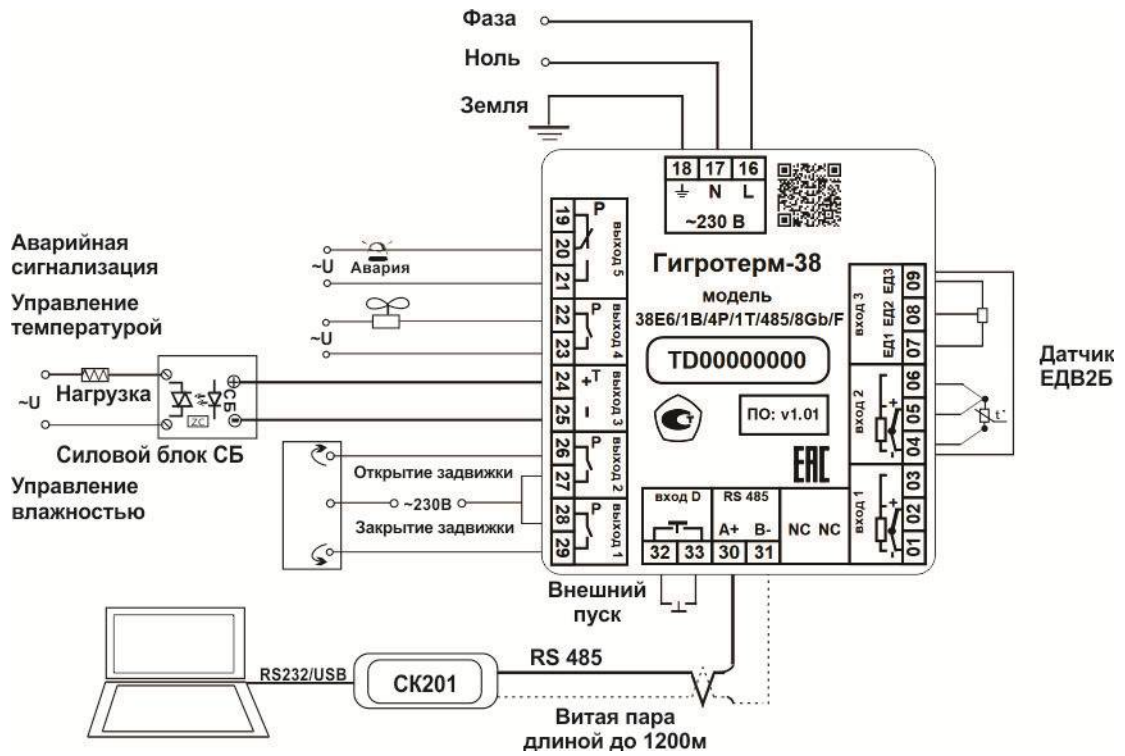 Фаза
Ноль
Земля
18 17 16
N L
~230 В
Гигротерм-38
модель
38Е6/1В/4Р/1Т/485/8Gb/F
TD00000000
ПО: v1.01
ЕАС
19
20
21
Р
выход 5
22
23
Р
выход 4
24
25
+Т
–
выход 3
26
27
Р
выход 2
28
29
Р
выход 1
Аварийная
сигнализация
~U
Авария
Управление
температурой
~U
~U
Нагрузка
СБ
ZC
Силовой блок СБ
Управление
влажностью
Открытие задвижки
~230В
Закрытие задвижки
вход 3
ЕД1 ЕД2 ЕД3
07 08 09
вход 2
+
-
04 05 06
вход 1
+
-
01 02 03
Датчик
ЕДВ2Б
t°
вход D
RS 485
A+ B-
NC NC
32 33 30 31
Внешний
пуск
RS232/USB
СК201
RS 485
Витая пара
длиной до 1200м